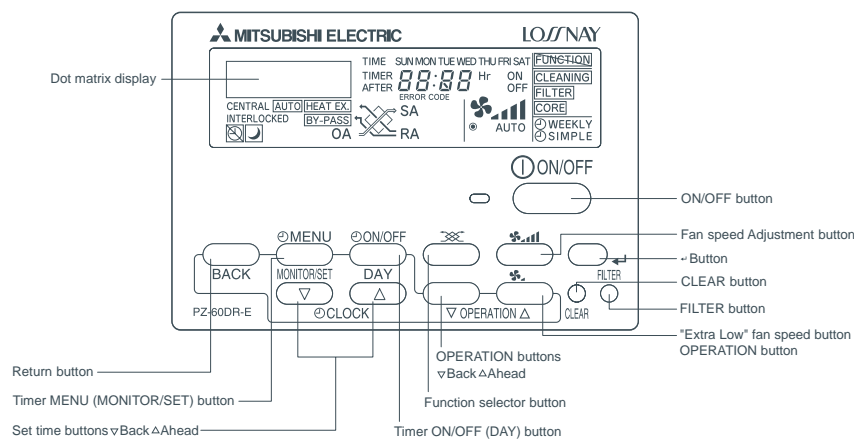 MITSUBISHI ELECTRIC
LOSSNAY
Dot matrix display
TIME SUN MON TUE WED THU FRI SAT
TIMER 88:88 Hr ON
AFTER OFF
ERROR CODE
FUNCTION
CLEANING
FILTER
CORE
WEEKLY
SIMPLE
CENTRAL AUTO HEAT EX.
INTERLOCKED BY-PASS
SA
OA RA
AUTO
ON/OFF
ON/OFF button
MENU ON/OFF
Fan speed Adjustment button
↵Button
BACK MONITOR/SET DAY
FILTER
CLEAR button
▽ △
PZ-60DR-E CLOCK ▽ OPERATION △ CLEAR
FILTER button
"Extra Low" fan speed button
OPERATION button
OPERATION buttons
▽Back △Ahead
Return button
Timer MENU (MONITOR/SET) button
Function selector button
Set time buttons ▽Back △Ahead
Timer ON/OFF (DAY) button